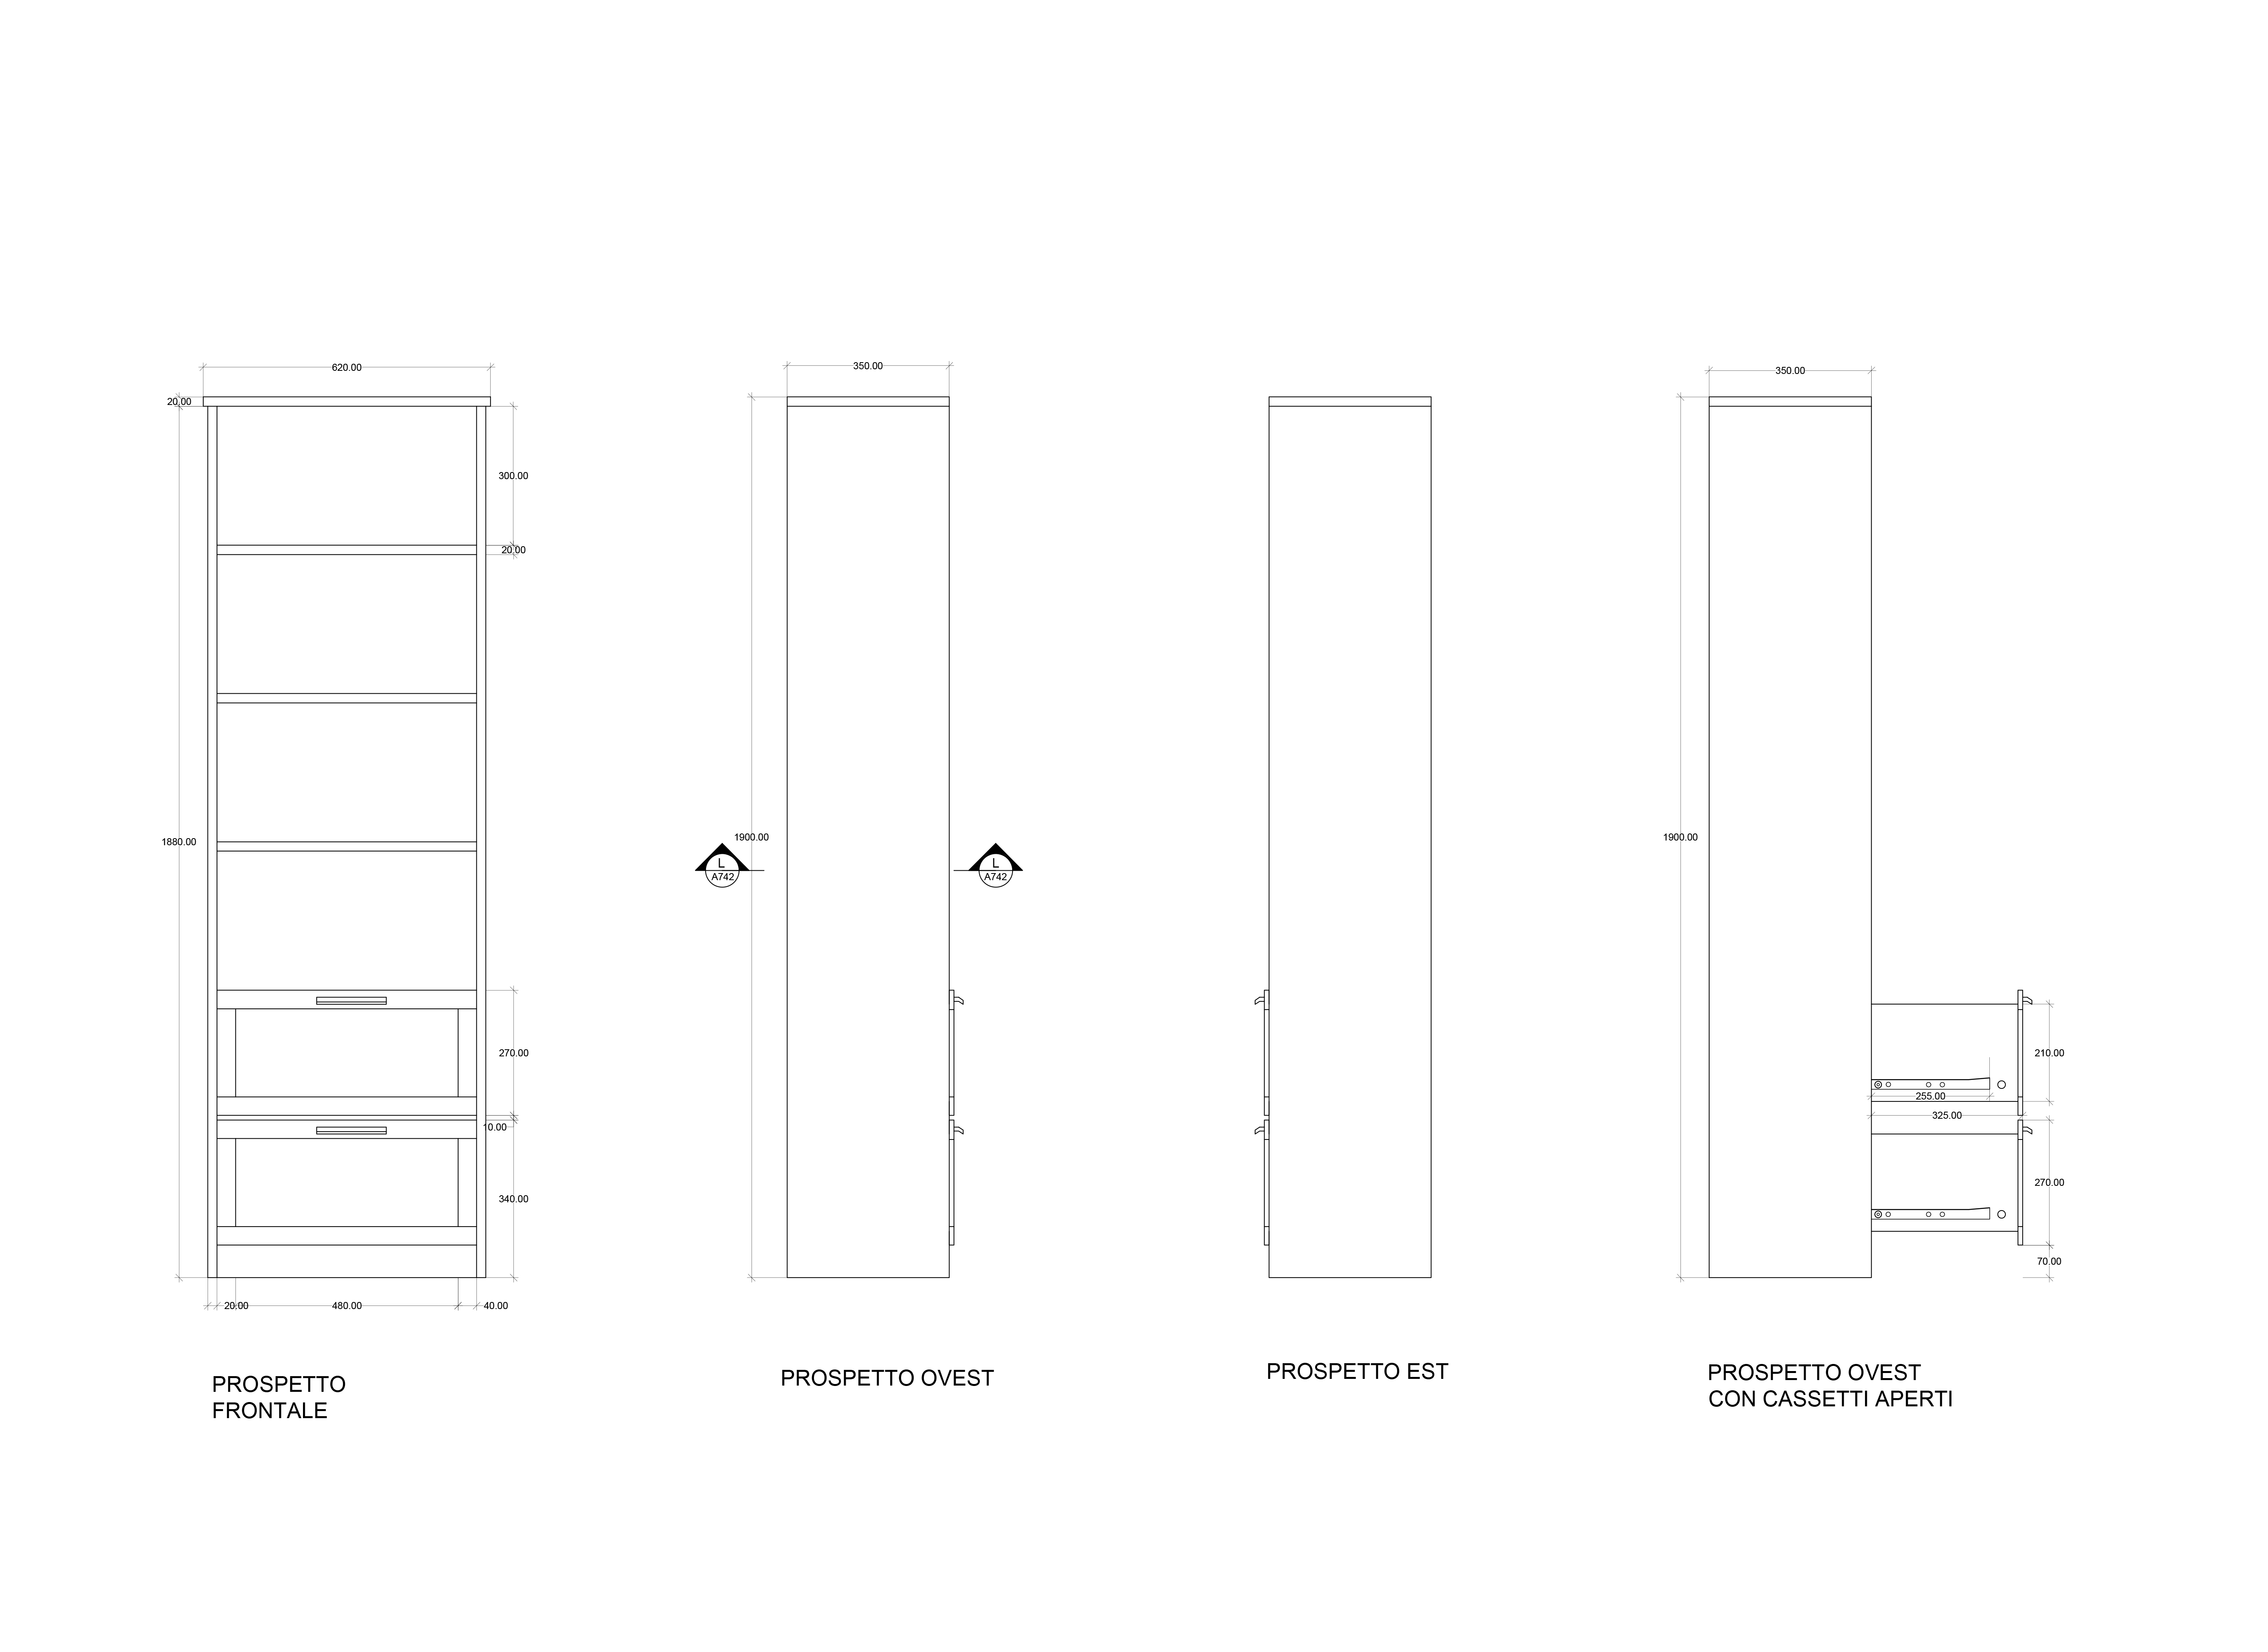 620.00
20.00
300.00
20.00
1880.00
270.00
10.00
340.00
20.00
480.00
40.00
PROSPETTO
FRONTALE
350.00
1900.00
L
A742
L
A742
PROSPETTO OVEST
PROSPETTO EST
350.00
1900.00
210.00
255.00
325.00
270.00
70.00
PROSPETTO OVEST
CON CASSETTI APERTI